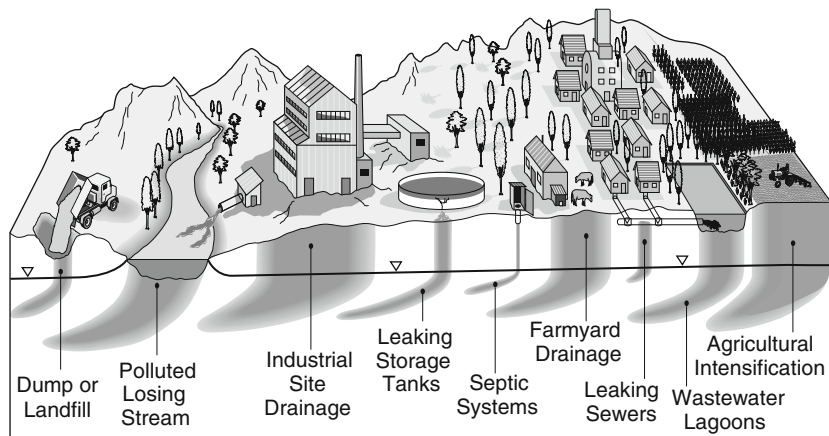 Dump or
Landfill
Polluted
Losing
Stream
Industrial
Site
Drainage
Leaking
Storage
Tanks
Septic
Systems
Farmyard
Drainage
Leaking
Sewers
Wastewater
Lagoons
Agricultural
Intensification